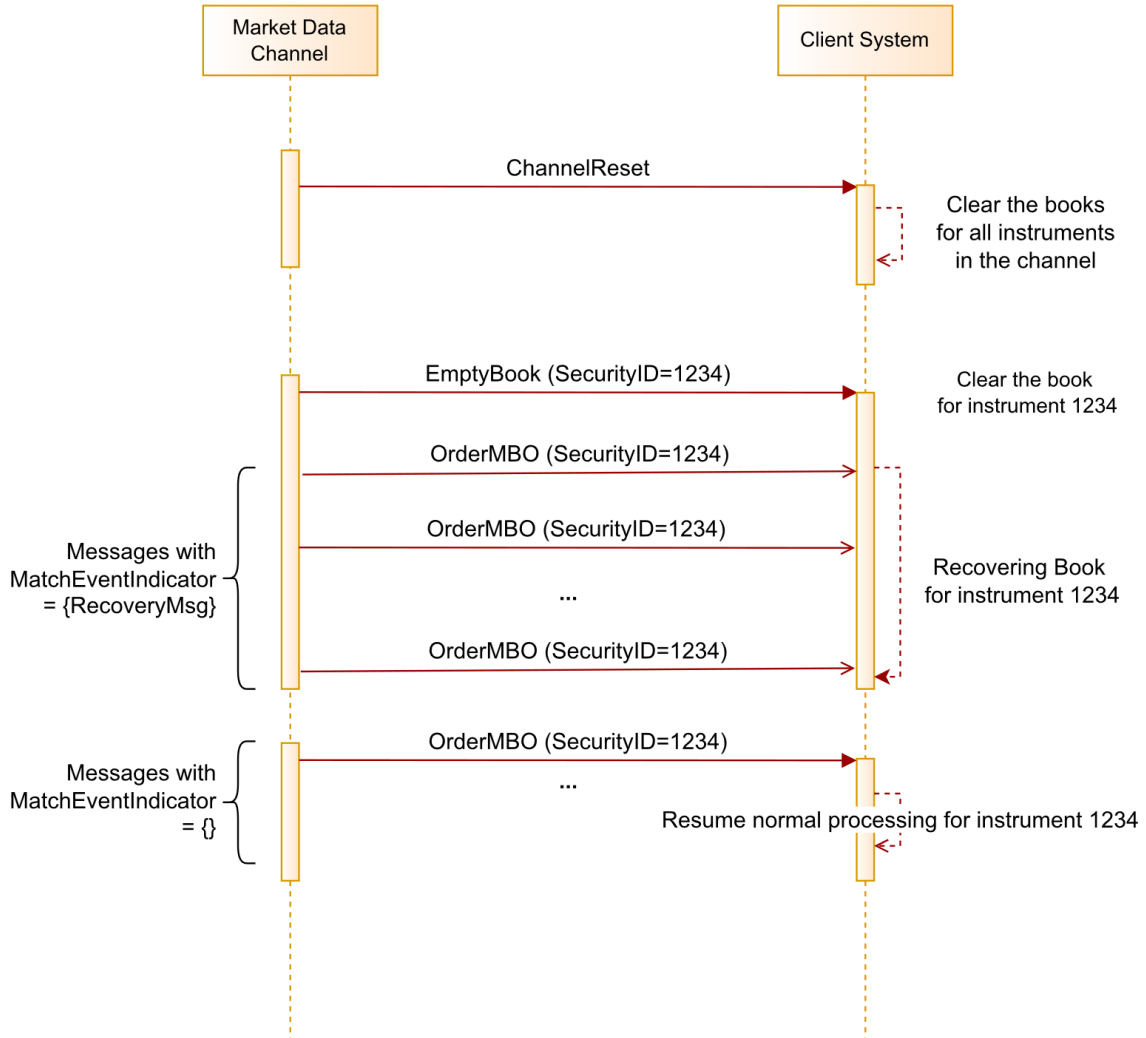 Market Data
Channel
Client System
ChannelReset
Clear the books
for all instruments
in the channel
EmptyBook (SecurityID=1234)
Clear the book
for instrument 1234
OrderMBO (SecurityID=1234)
OrderMBO (SecurityID=1234)
Messages with
MatchEventIndicator
= {RecoveryMsg}
...
Recovering Book
for instrument 1234
OrderMBO (SecurityID=1234)
OrderMBO (SecurityID=1234)
Messages with
MatchEventIndicator
= {}
...
Resume normal processing for instrument 1234